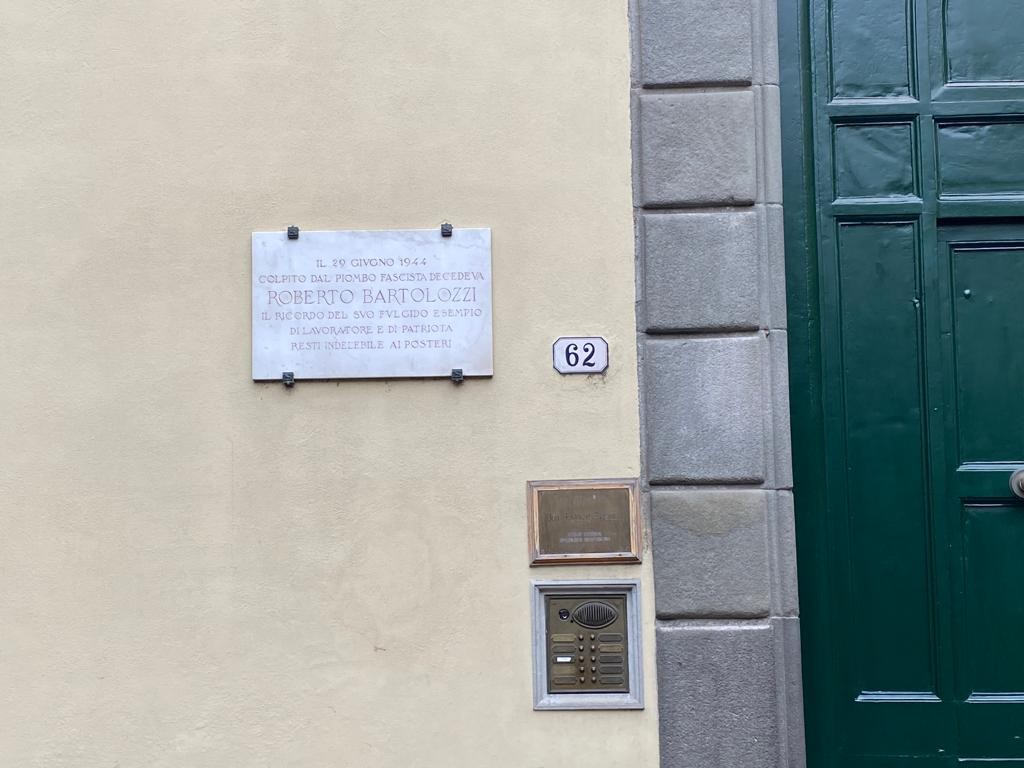 IL 29 GIVGNO 1944
COLPITO DAL PIOMBO FASCISTA DECEDEVA
ROBERTO BARTOLOZZI
IL RICORDO DEL SVO FVLGIDO ESEMPIO
DI LAVORATORE E DI PATRIOTA
RESTI INDELEBILE AI POSTERI
62